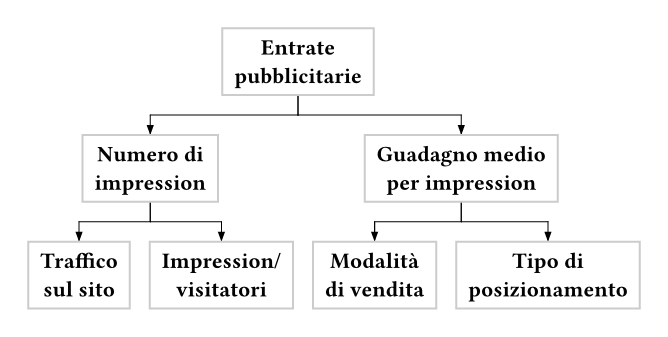 Entrate
pubblicitarie
Numero di
impression
Guadagno medio
per impression
Traffico
sul sito
Impression/
visitatori
Modalità
di vendita
Tipo di
posizionamento